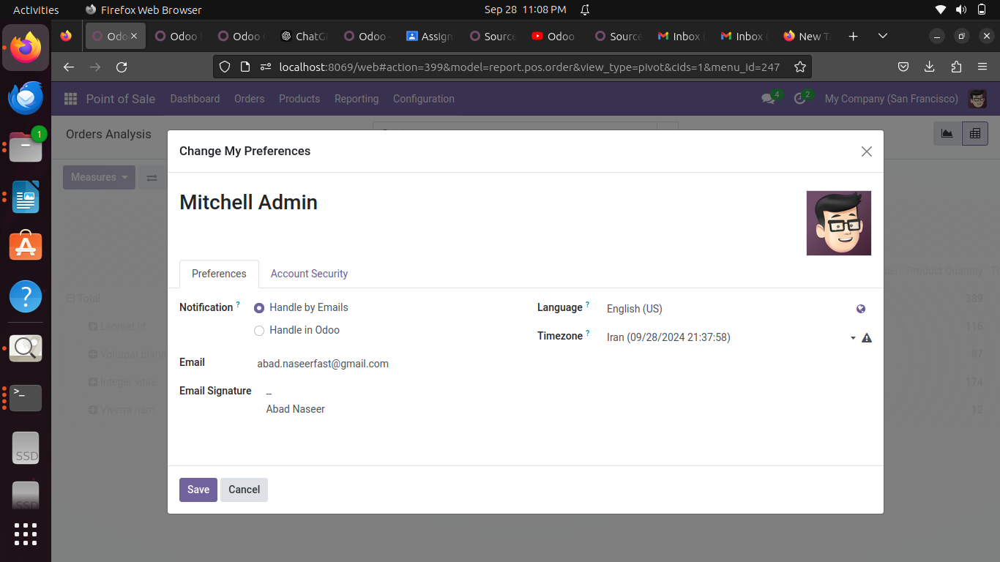 Activities Firefox Web Browser Sep 28 11:08 PM
Odo Odoo Odoo ChatG Odoo Assign Source Odoo Source Inbox ( Inbox ( New T
localhost:8069/web#action=399&model=report.pos.order&view_type=pivot&cids=1&menu_id=247
Point of Sale Dashboard Orders Products Reporting Configuration 4 2 My Company (San Francisco)
1
Orders Analysis
Change My Preferences
Measures
Mitchell Admin
Preferences Account Security
Product Quantity
Total 389
Notification ? Handle by Emails Language ? English (US)
Laoreet id 116
Handle in Odoo Timezone ? Iran (09/28/2024 21:37:58)
Volutpat bland 87
Email abad.naseerfast@gmail.com
Integer vitae 174
Email Signature --
Abad Naseer
Viverra nam 12
>_
SSD
Save Cancel
SSD